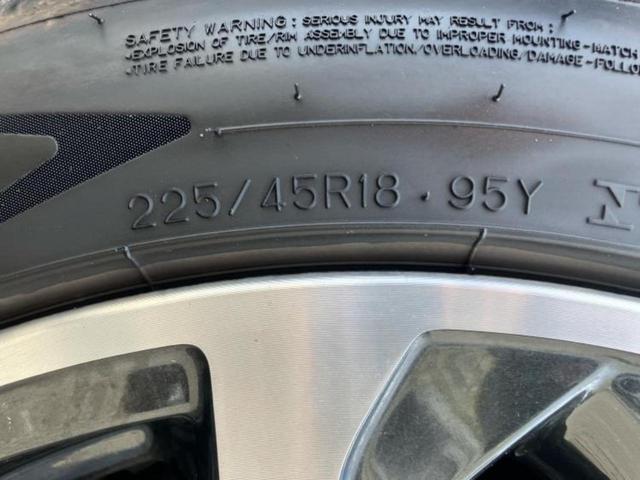 SAFETY WARNING: SERIOUS INJURY MAY RESULT FROM:
.EXPLOSION OF TIRE/RIM ASSEMBLY DUE TO IMPROPER MOUNTING-MATCH
.TIRE FAILURE DUE TO UNDERINFLATION/OVERLOADING/DAMAGE-FOLLO
225/45R18 . 95Y